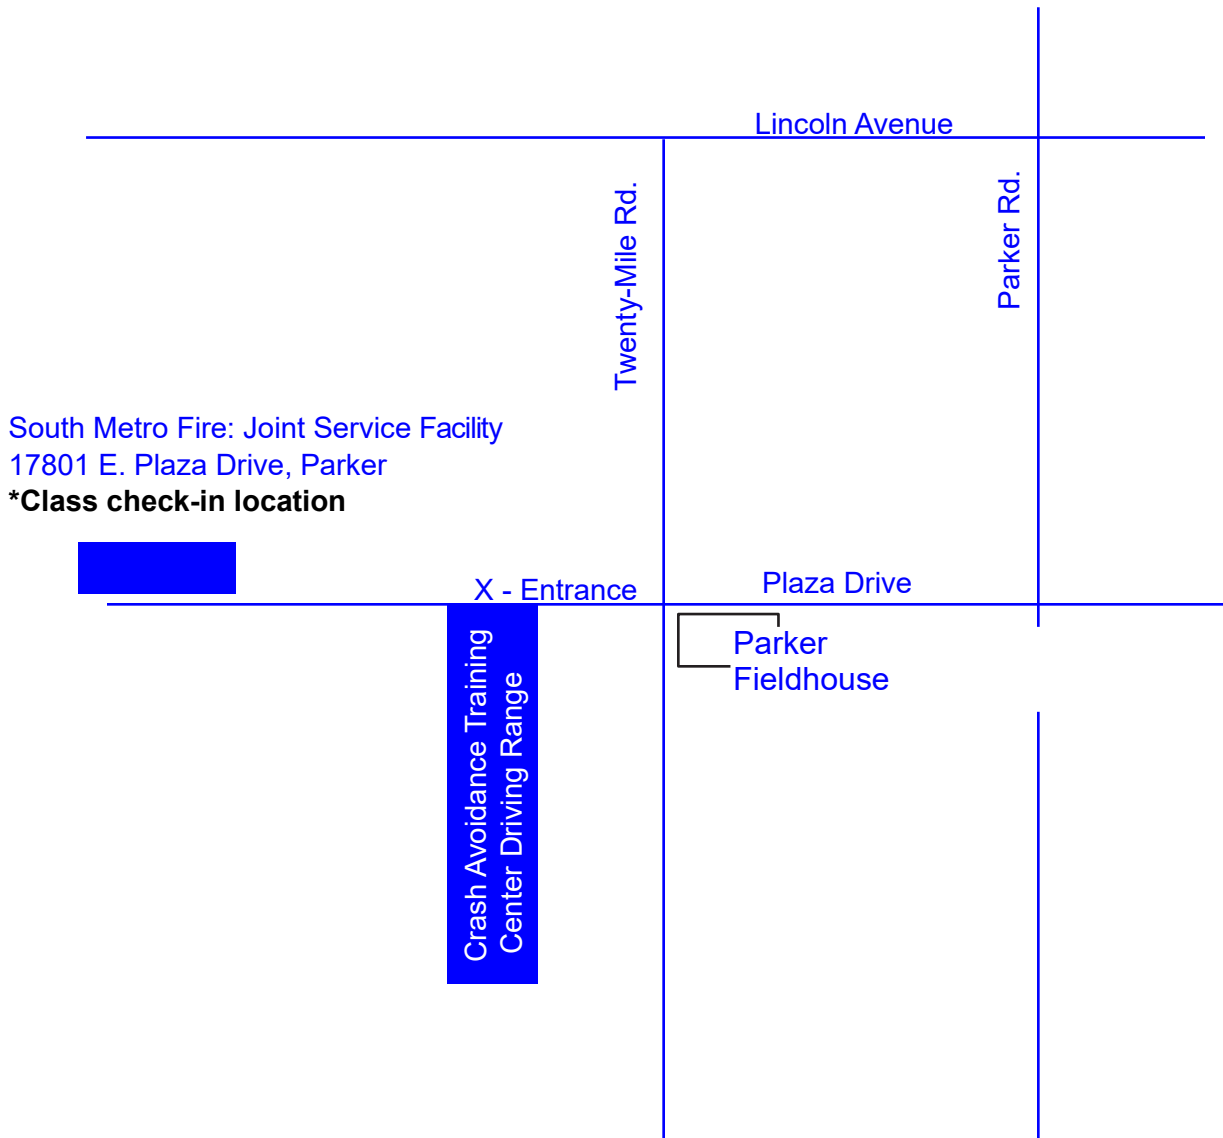 Lincoln Avenue
Twenty-Mile Rd.
Parker Rd.
South Metro Fire: Joint Service Facility
17801 E. Plaza Drive, Parker
*Class check-in location
X - Entrance
Plaza Drive
Parker
Fieldhouse
Crash Avoidance Training
Center Driving Range